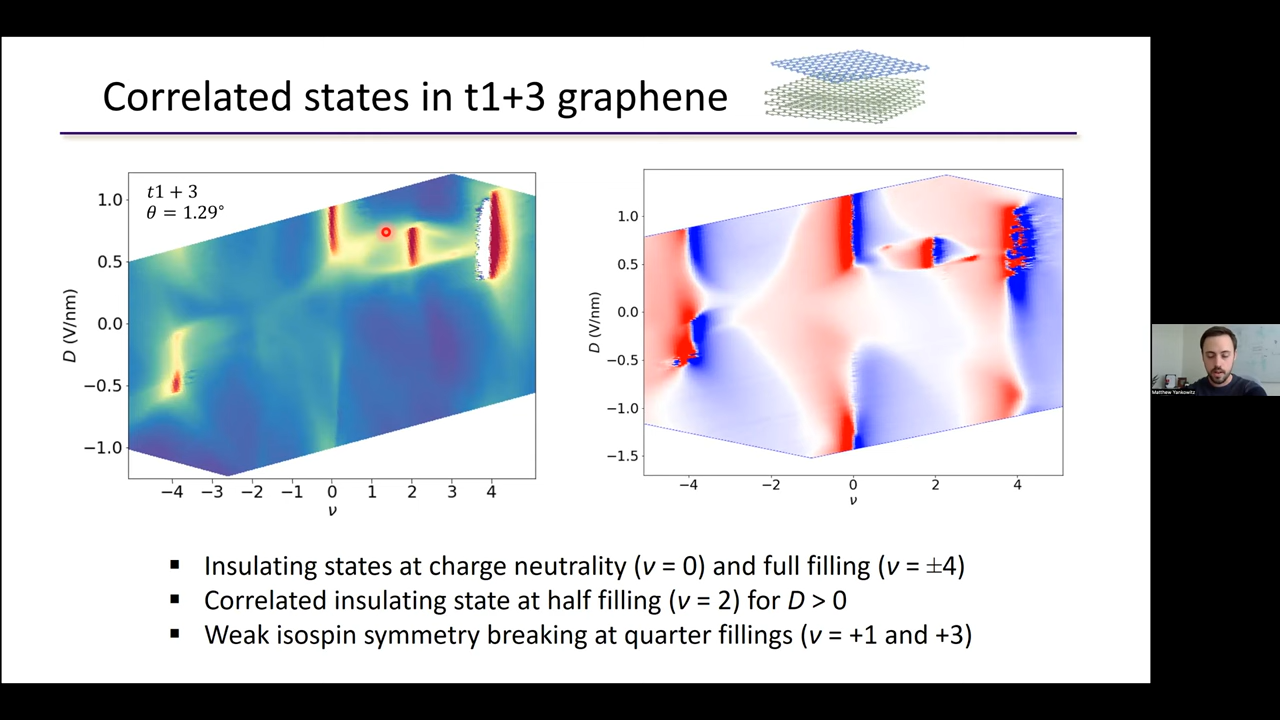 Correlated states in t1+3 graphene
t1 + 3
θ = 1.29°
D (V/nm)
1.0
0.5
0.0
−0.5
−1.0
−4 −3 −2 −1 0 1 2 3 4
ν
D (V/nm)
1.0
0.5
0.0
−0.5
−1.0
−1.5
−4 −2 0 2 4
ν
▪ Insulating states at charge neutrality (ν = 0) and full filling (ν = ±4)
▪ Correlated insulating state at half filling (ν = 2) for D > 0
▪ Weak isospin symmetry breaking at quarter fillings (ν = +1 and +3)
Matthew Yankowitz